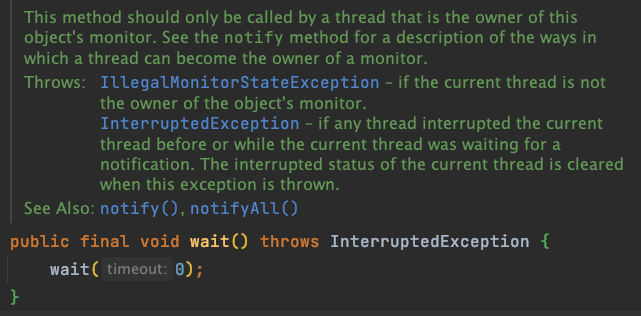 This method should only be called by a thread that is the owner of this
object's monitor. See the notify method for a description of the ways in
which a thread can become the owner of a monitor.
Throws: IllegalMonitorStateException – if the current thread is not
the owner of the object's monitor.
InterruptedException – if any thread interrupted the current
thread before or while the current thread was waiting for a
notification. The interrupted status of the current thread is cleared
when this exception is thrown.
See Also: notify(), notifyAll()
public final void wait() throws InterruptedException {
wait( timeout: 0);
}